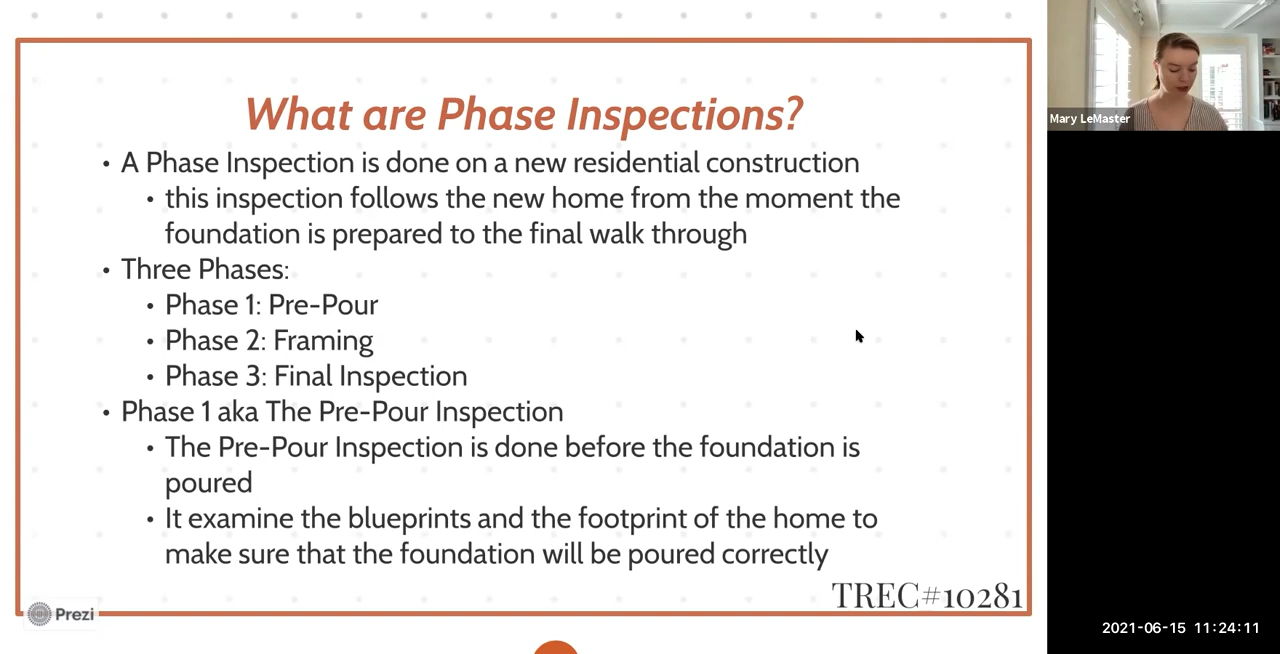 What are Phase Inspections?
• A Phase Inspection is done on a new residential construction
• this inspection follows the new home from the moment the
foundation is prepared to the final walk through
• Three Phases:
• Phase 1: Pre-Pour
• Phase 2: Framing
• Phase 3: Final Inspection
• Phase 1 aka The Pre-Pour Inspection
• The Pre-Pour Inspection is done before the foundation is
poured
• It examine the blueprints and the footprint of the home to
make sure that the foundation will be poured correctly
TREC#10281
Prezi
Mary LeMaster
2021-06-15 11:24:11